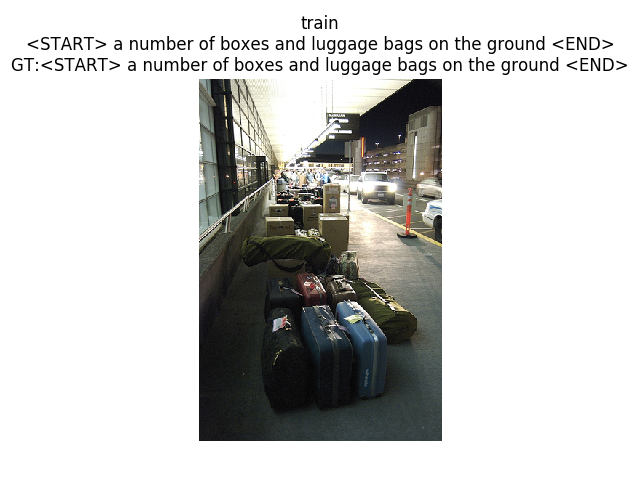 train
<START> a number of boxes and luggage bags on the ground <END>
GT:<START> a number of boxes and luggage bags on the ground <END>